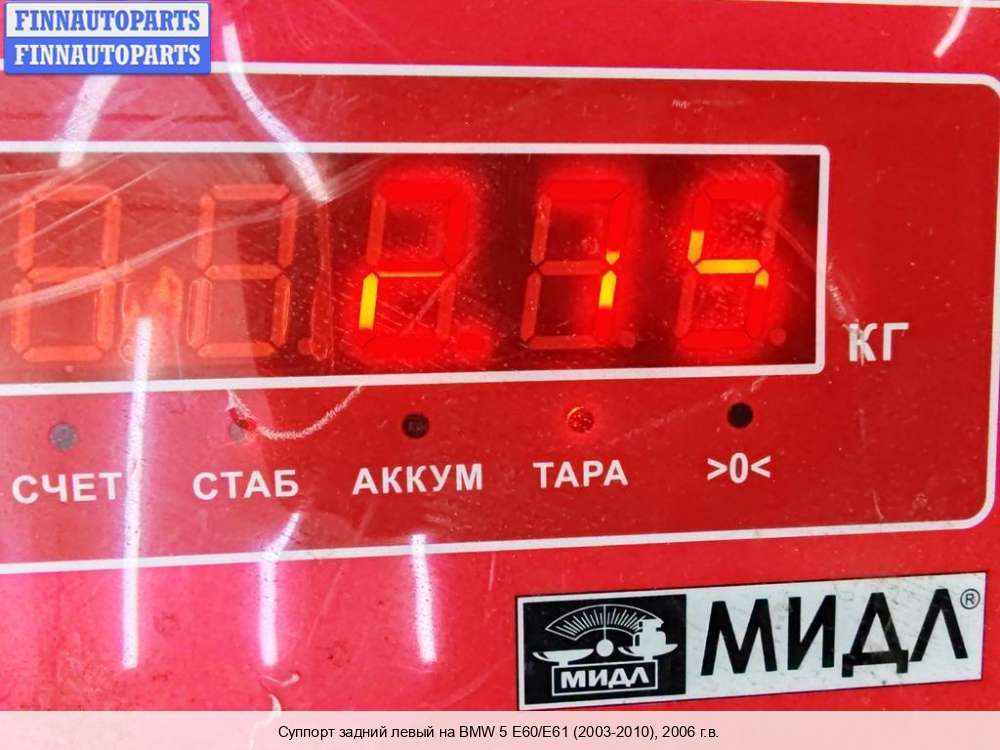 FINNAUTOPARTS
FINNAUTOPARTS
КГ
СЧЕТ СТАБ АККУМ ТАРА >0<
МИДЛ МИДЛ®
Суппорт задний левый на BMW 5 E60/E61 (2003-2010), 2006 г.в.